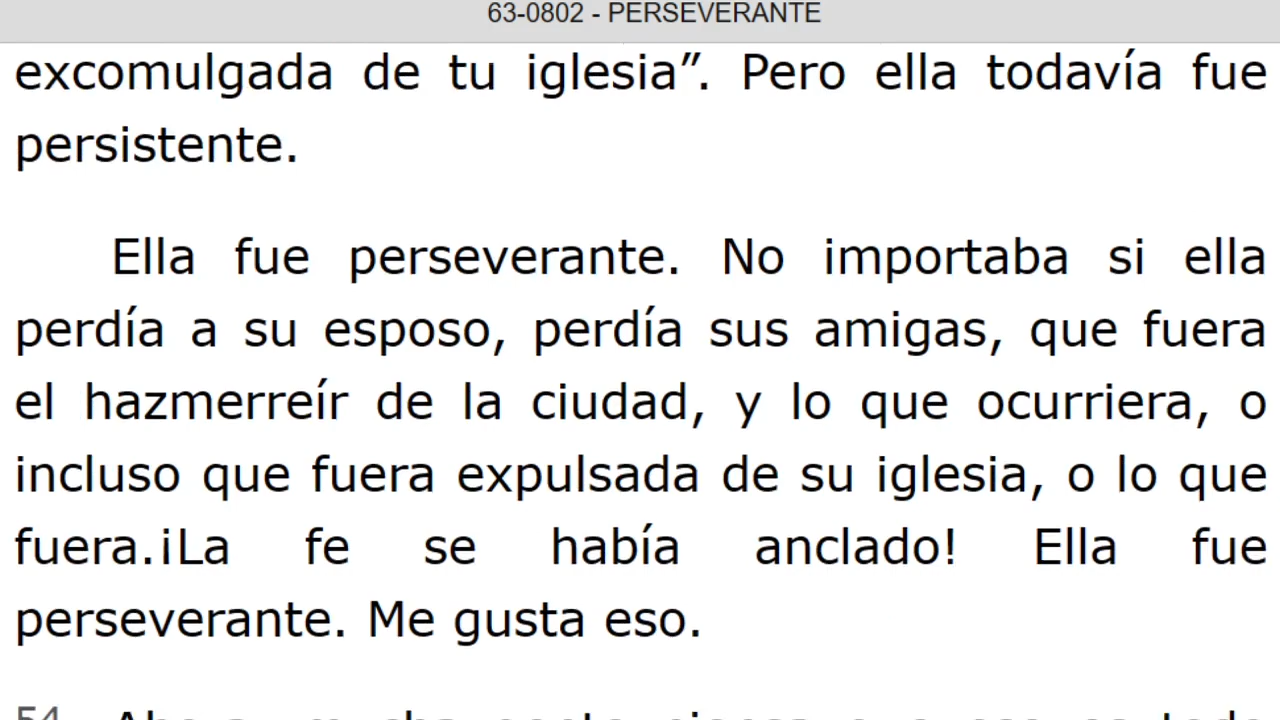 63-0802 - PERSEVERANTE
excomulgada de tu iglesia”. Pero ella todavía fue
persistente.
Ella fue perseverante. No importaba si ella
perdía a su esposo, perdía sus amigas, que fuera
el hazmerreír de la ciudad, y lo que ocurriera, o
incluso que fuera expulsada de su iglesia, o lo que
fuera.¡La fe se había anclado! Ella fue
perseverante. Me gusta eso.
54